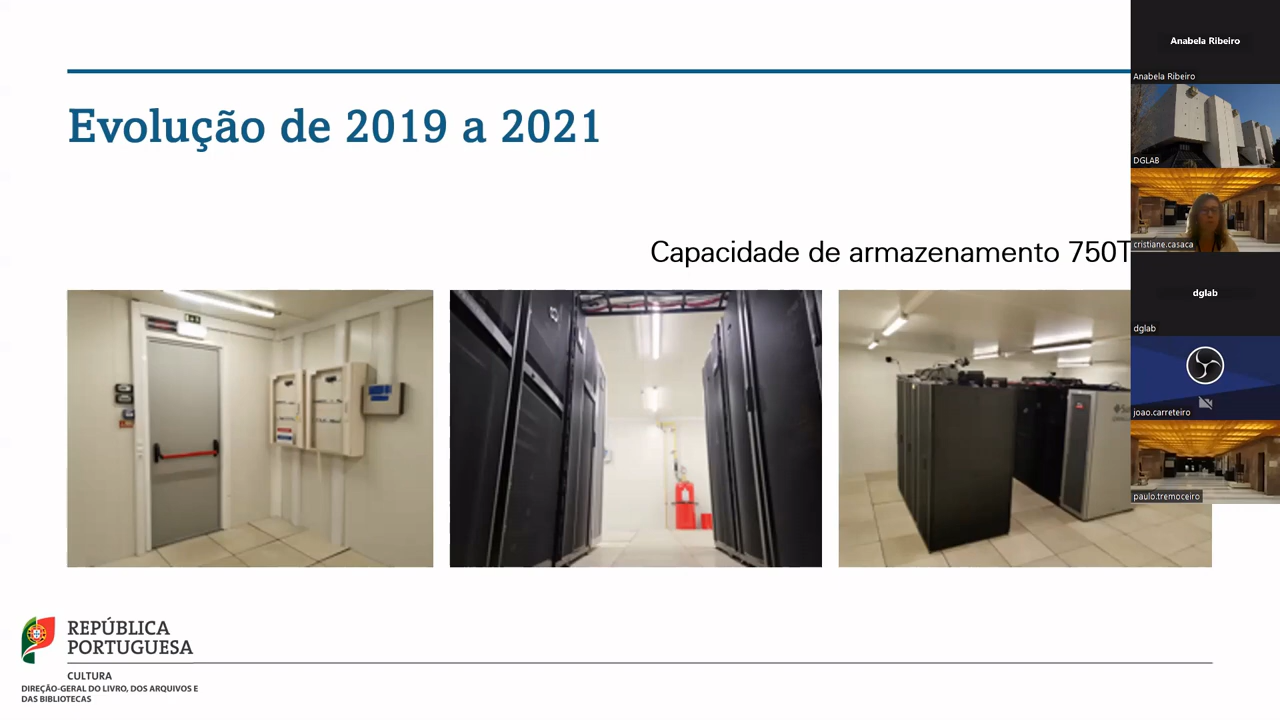 Evolução de 2019 a 2021
Capacidade de armazenamento 750T
REPÚBLICA
PORTUGUESA
CULTURA
DIREÇÃO-GERAL DO LIVRO, DOS ARQUIVOS E
DAS BIBLIOTECAS
Anabela Ribeiro
Anabela Ribeiro
DGLAB
cristiane.casaca
dglab
dglab
joao.carreteiro
paulo.tremoceiro